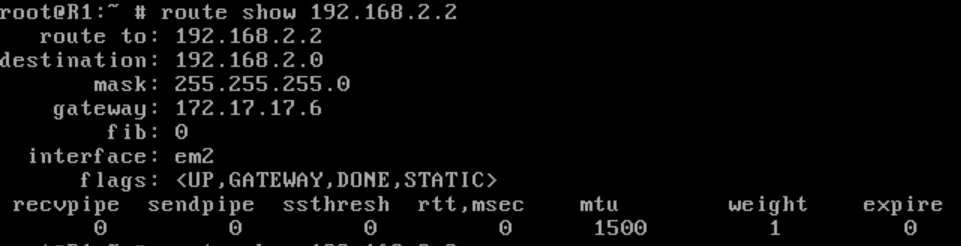 root@R1:~ # route show 192.168.2.2
route to: 192.168.2.2
destination: 192.168.2.0
mask: 255.255.255.0
gateway: 172.17.17.6
fib: 0
interface: em2
flags: <UP,GATEWAY,DONE,STATIC>
recvpipe sendpipe ssthresh rtt,msec mtu weight expire
0 0 0 0 1500 1 0